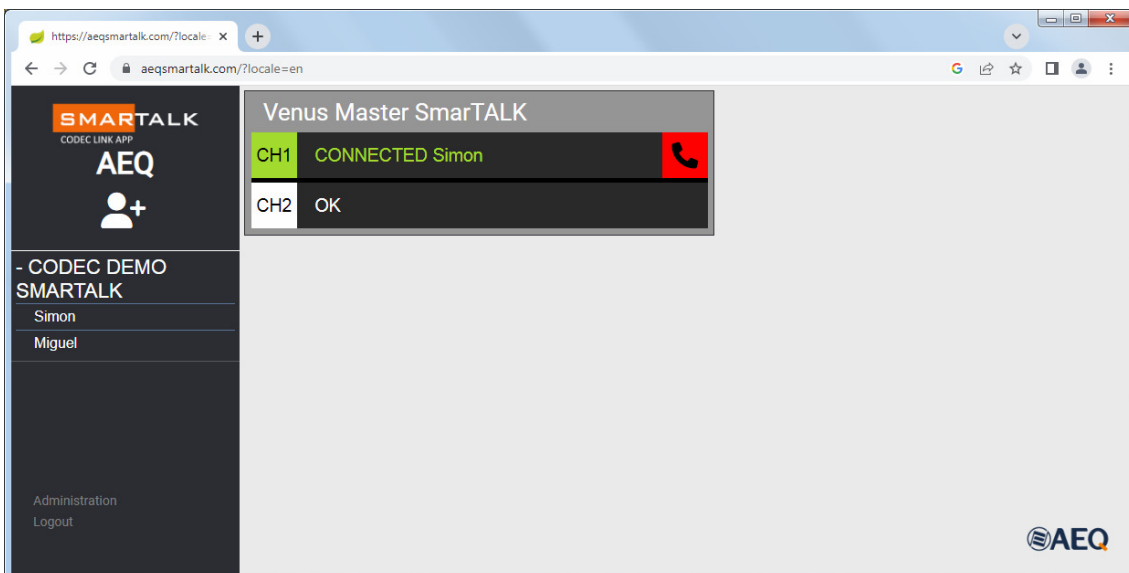 https://aeqsmartalk.com/?locale=
aeqsmartalk.com/?locale=en
SMARTALK
CODEC LINK APP
AEQ
Venus Master SmarTALK
CH1 CONNECTED Simon
CH2 OK
- CODEC DEMO
SMARTALK
Simon
Miguel
Administration
Logout
AEQ